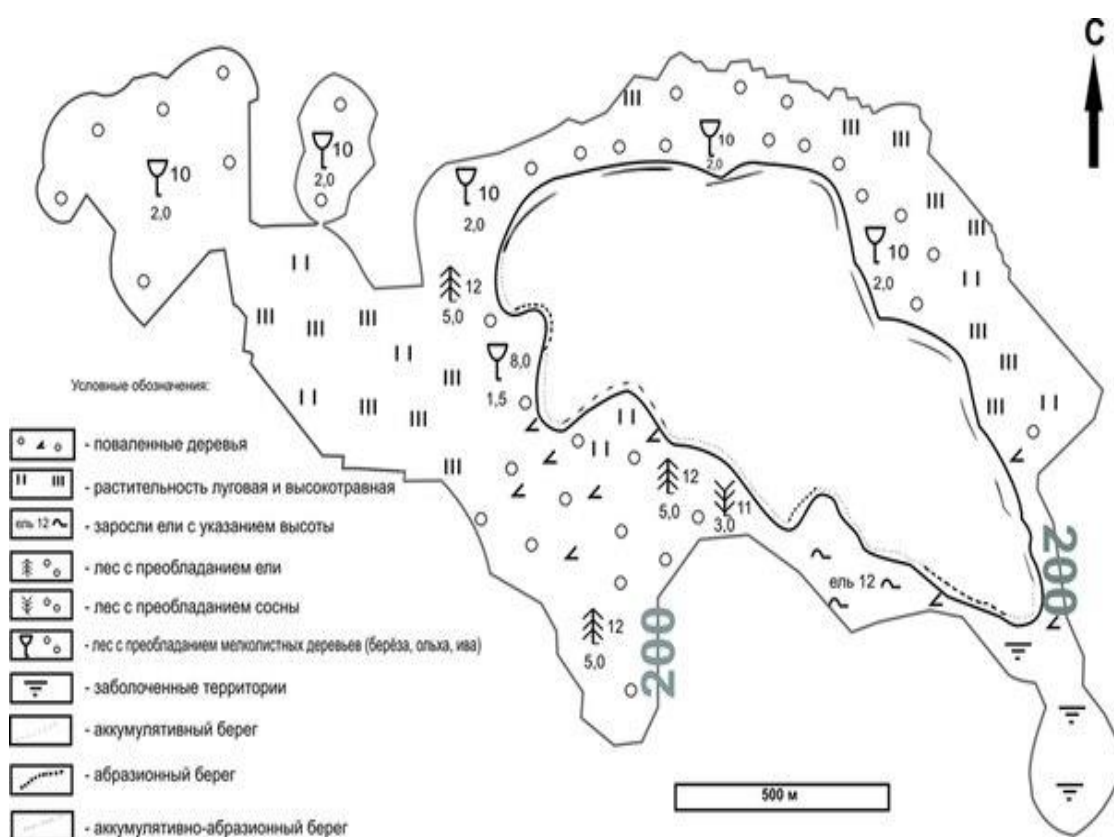 С
10
2,0
10
2,0
10
2,0
10
2,0
10
2,0
12
5,0
8,0
1,5
12
5,0
11
3,0
ель 12
12
5,0
200
200
500 м
Условные обозначения:
- поваленные деревья
- растительность луговая и высокотравная
ель 12 - заросли ели с указанием высоты
- лес с преобладанием ели
- лес с преобладанием сосны
- лес с преобладанием мелколистных деревьев (берёза, ольха, ива)
- заболоченные территории
- аккумулятивный берег
- абразионный берег
- аккумулятивно-абразионный берег